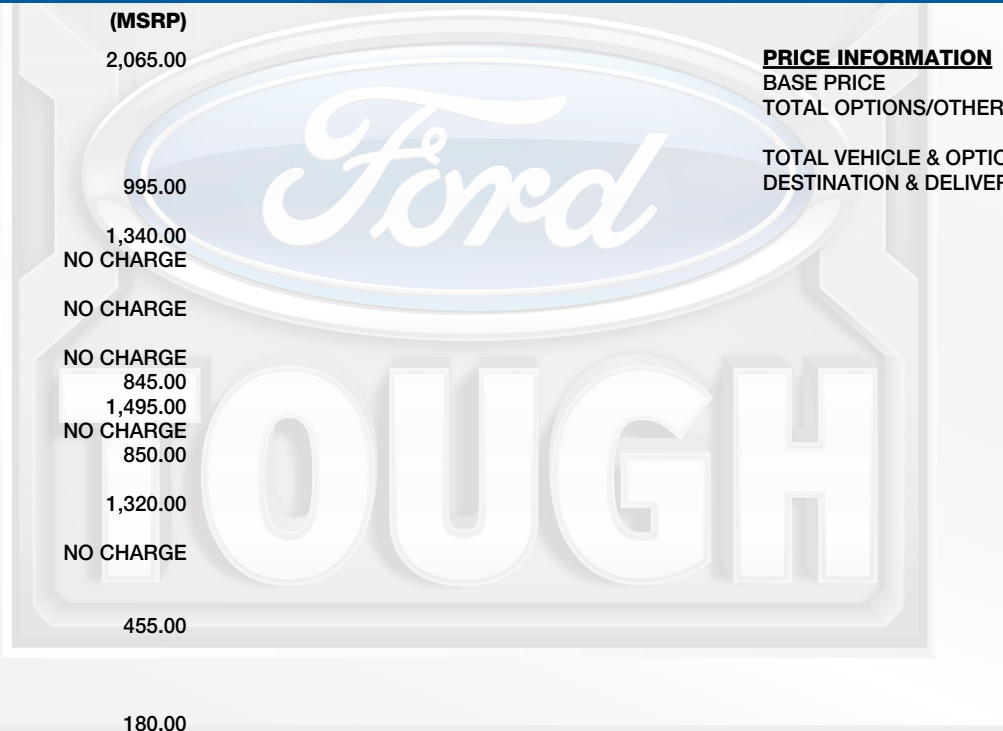 (MSRP)
2,065.00
995.00
1,340.00
NO CHARGE
NO CHARGE
NO CHARGE
845.00
1,495.00
NO CHARGE
850.00
1,320.00
NO CHARGE
455.00
180.00
PRICE INFORMATION
BASE PRICE
TOTAL OPTIONS/OTHER
TOTAL VEHICLE & OPTIO
DESTINATION & DELIVER
Ford
TOUGH